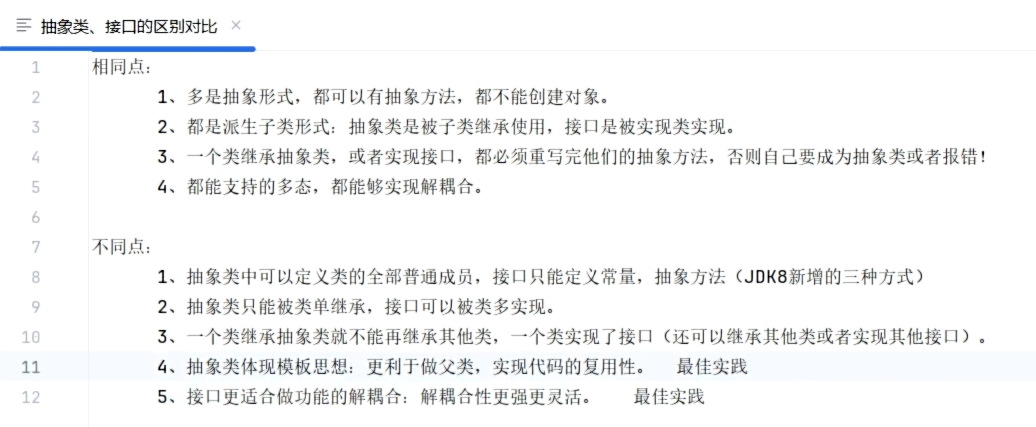 抽象类、接口的区别对比 ×
1 相同点：
2 1、多是抽象形式，都可以有抽象方法，都不能创建对象。
3 2、都是派生子类形式：抽象类是被子类继承使用，接口是被实现类实现。
4 3、一个类继承抽象类，或者实现接口，都必须重写完他们的抽象方法，否则自己要成为抽象类或者报错！
5 4、都能支持的多态，都能够实现解耦合。
6
7 不同点：
8 1、抽象类中可以定义类的全部普通成员，接口只能定义常量，抽象方法（JDK8新增的三种方式）
9 2、抽象类只能被类单继承，接口可以被类多实现。
10 3、一个类继承抽象类就不能再继承其他类，一个类实现了接口（还可以继承其他类或者实现其他接口）。
11 4、抽象类体现模板思想：更利于做父类，实现代码的复用性。 最佳实践
12 5、接口更适合做功能的解耦合：解耦合性更强更灵活。 最佳实践